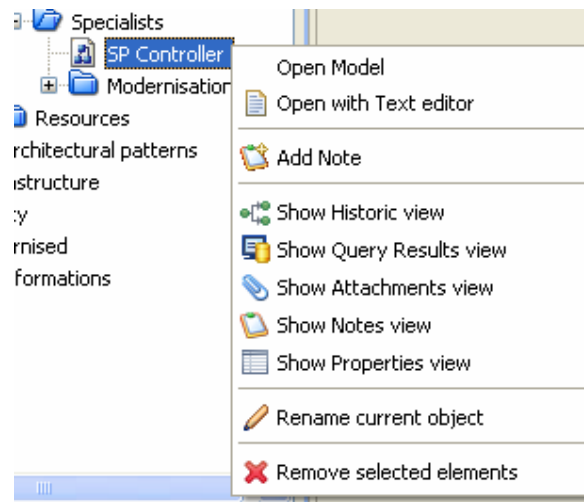 Specialists
SP Controller
Modernisation
Resources
rchitectural patterns
structure
y
rnised
formations
Open Model
Open with Text editor
Add Note
Show Historic view
Show Query Results view
Show Attachments view
Show Notes view
Show Properties view
Rename current object
Remove selected elements